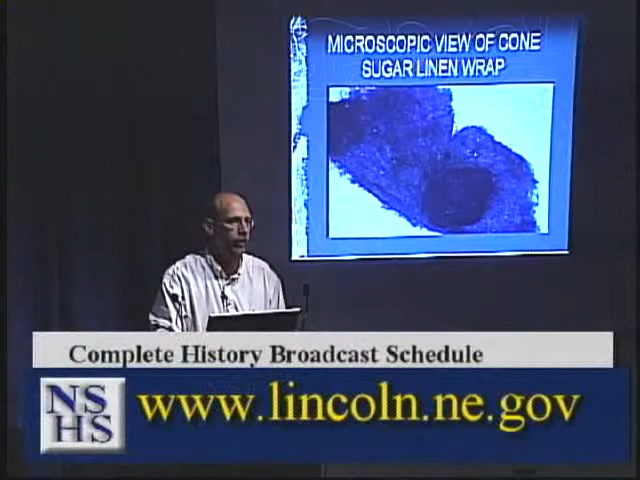 MICROSCOPIC VIEW OF CONE
SUGAR LINEN WRAP
Complete History Broadcast Schedule
NS
HS
www.lincoln.ne.gov